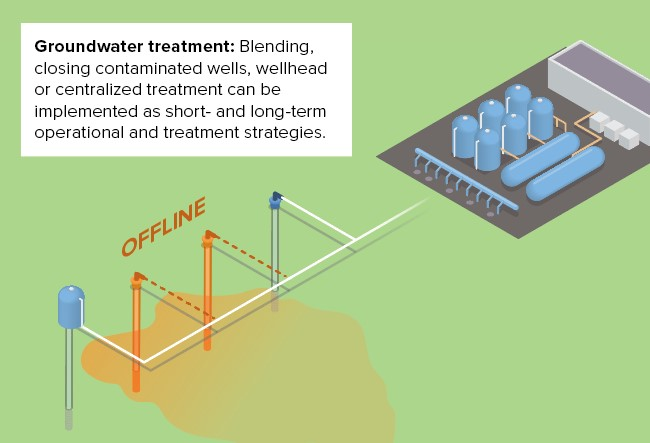 Groundwater treatment: Blending,
closing contaminated wells, wellhead
or centralized treatment can be
implemented as short- and long-term
operational and treatment strategies.
OFFLINE